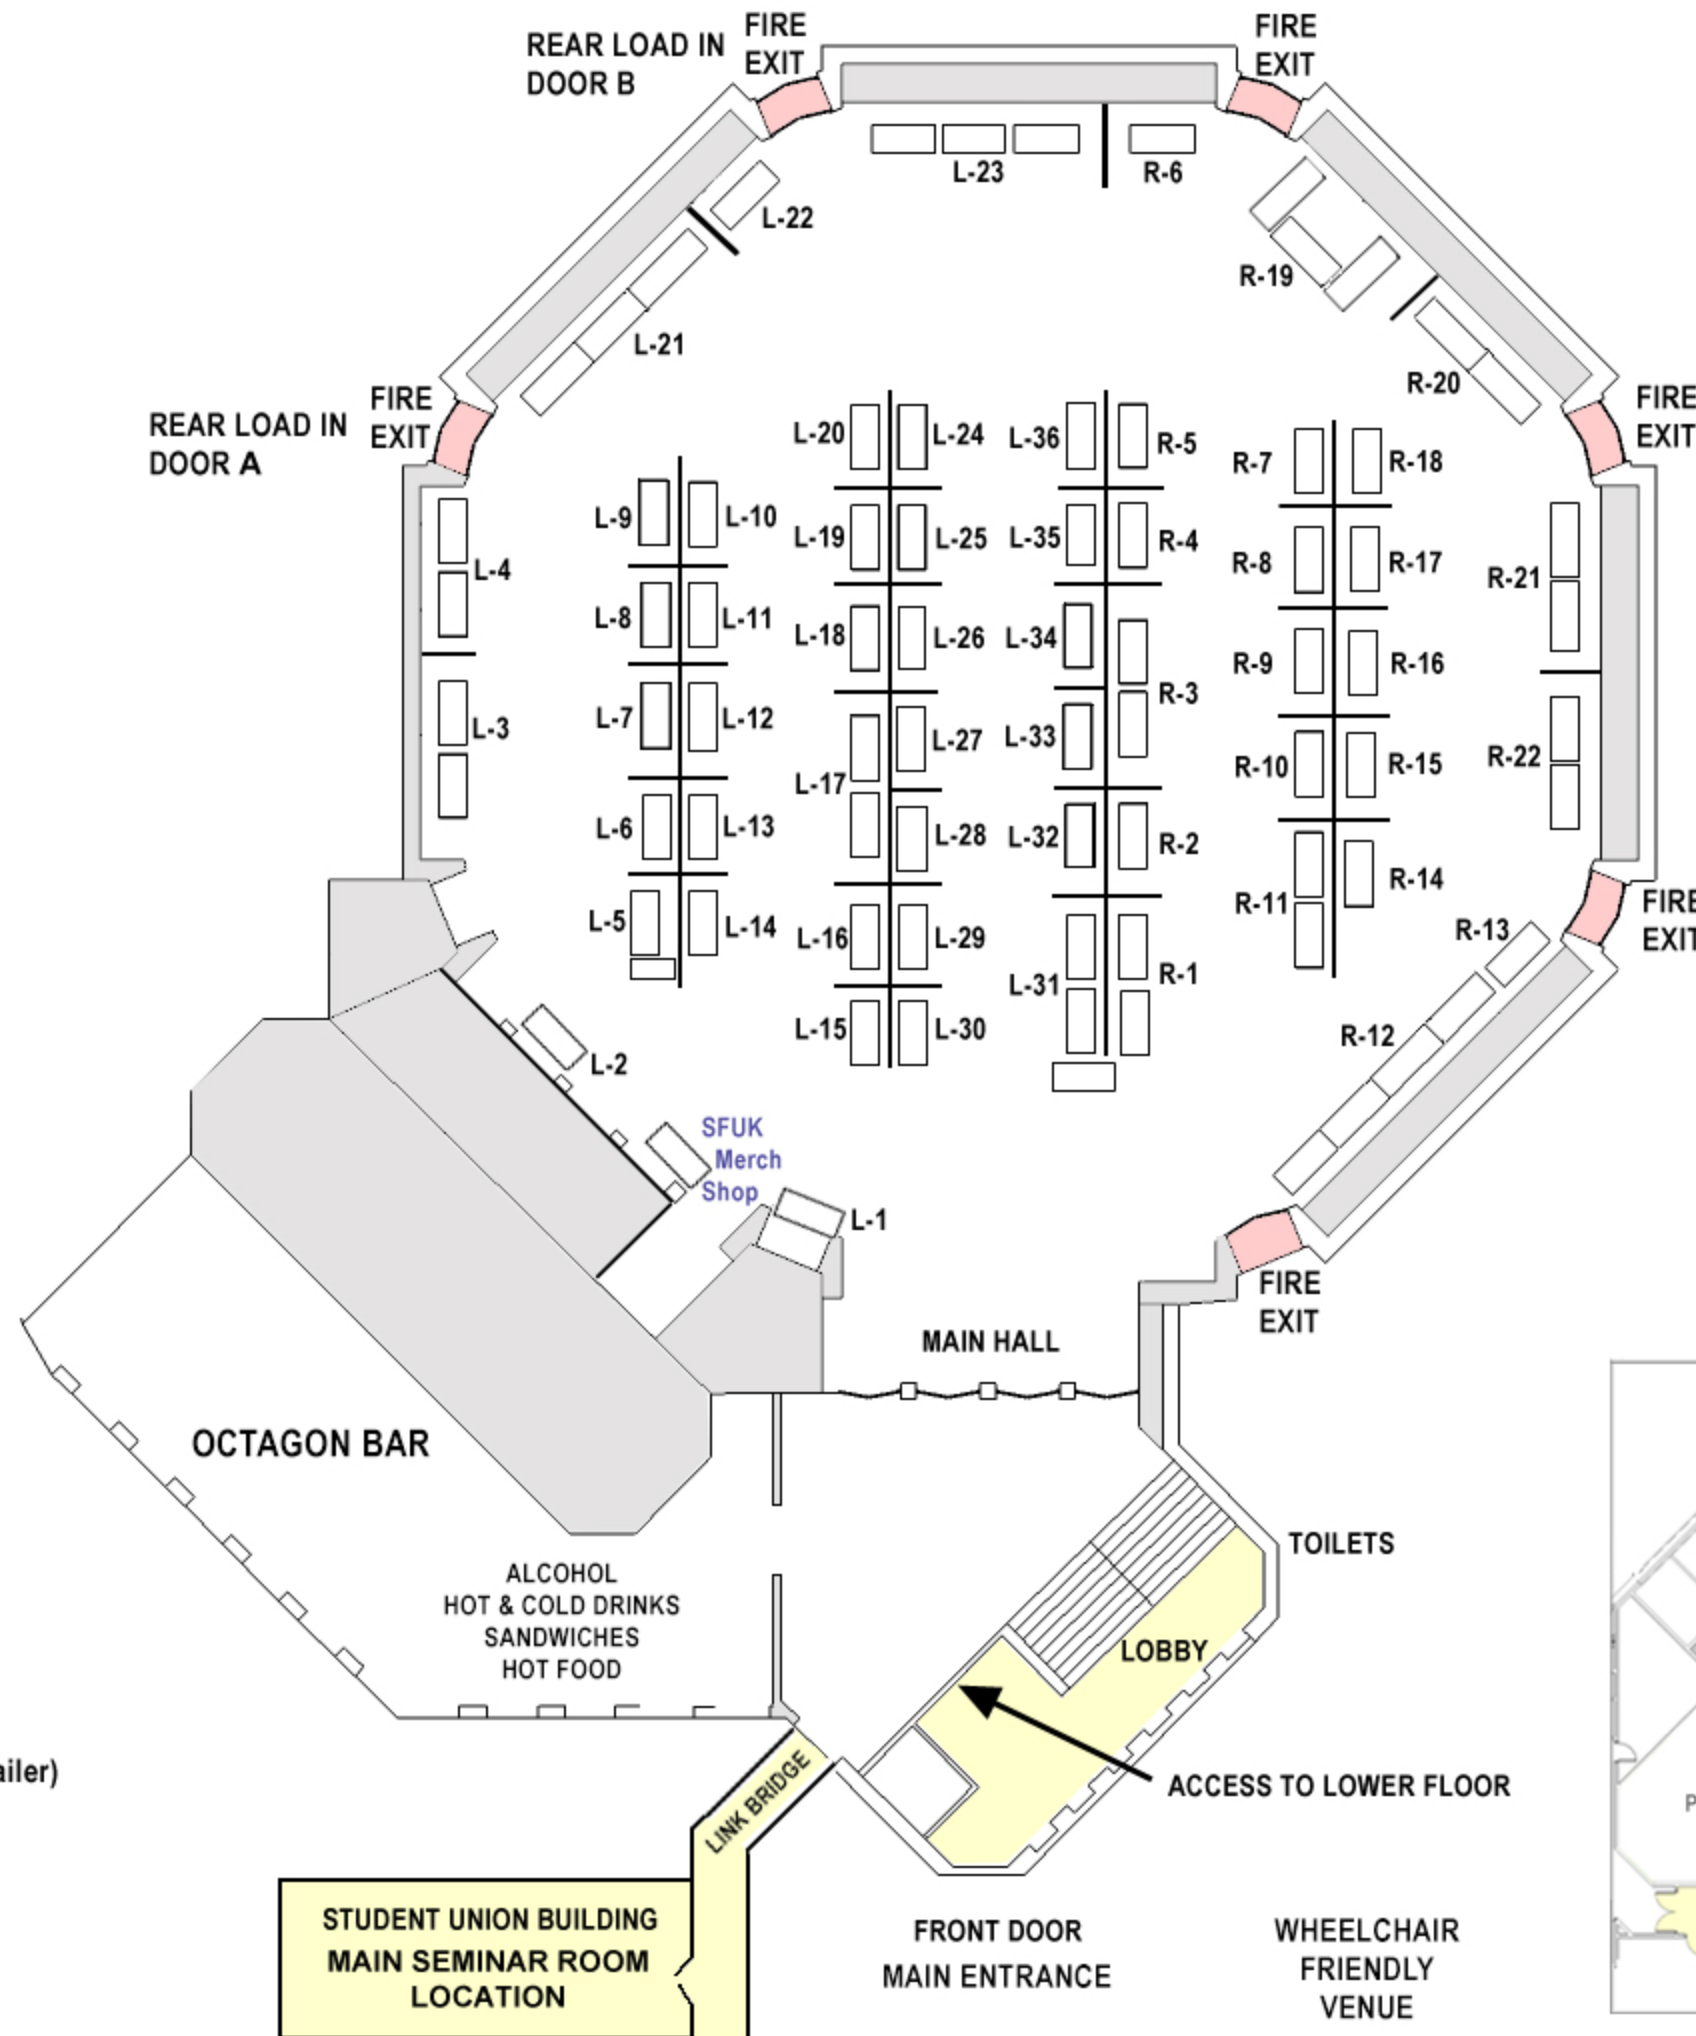 REAR LOAD IN
DOOR B
FIRE
EXIT
FIRE
EXIT
L-23
R-6
L-22
R-19
L-21
R-20
REAR LOAD IN
DOOR A
FIRE
EXIT
FIRE
EXIT
L-20
L-24
L-36
R-5
R-7
R-18
L-9
L-10
L-19
L-25
L-35
R-4
R-8
R-17
L-4
R-21
L-8
L-11
L-18
L-26
L-34
R-9
R-16
R-3
L-3
L-7
L-12
L-27
L-33
R-22
L-17
R-10
R-15
L-6
L-13
L-28
L-32
R-2
R-14
R-11
L-5
L-14
L-16
L-29
R-13
FIRE
EXIT
L-31
R-1
L-15
L-30
R-12
L-2
SFUK
Merch
Shop
L-1
FIRE
EXIT
MAIN HALL
OCTAGON BAR
ALCOHOL
HOT & COLD DRINKS
SANDWICHES
HOT FOOD
TOILETS
LOBBY
ACCESS TO LOWER FLOOR
ailer)
LINK BRIDGE
P
STUDENT UNION BUILDING
MAIN SEMINAR ROOM
LOCATION
FRONT DOOR
MAIN ENTRANCE
WHEELCHAIR
FRIENDLY
VENUE